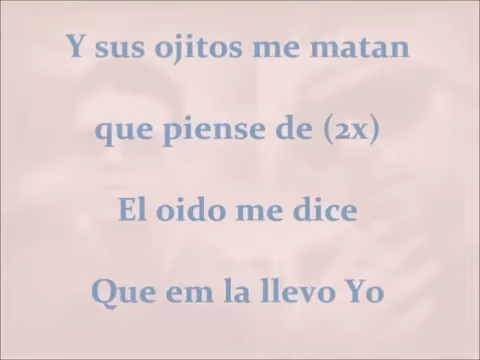 Y sus ojitos me matan
que piense de (2x)
El oido me dice
Que em la llevo Yo